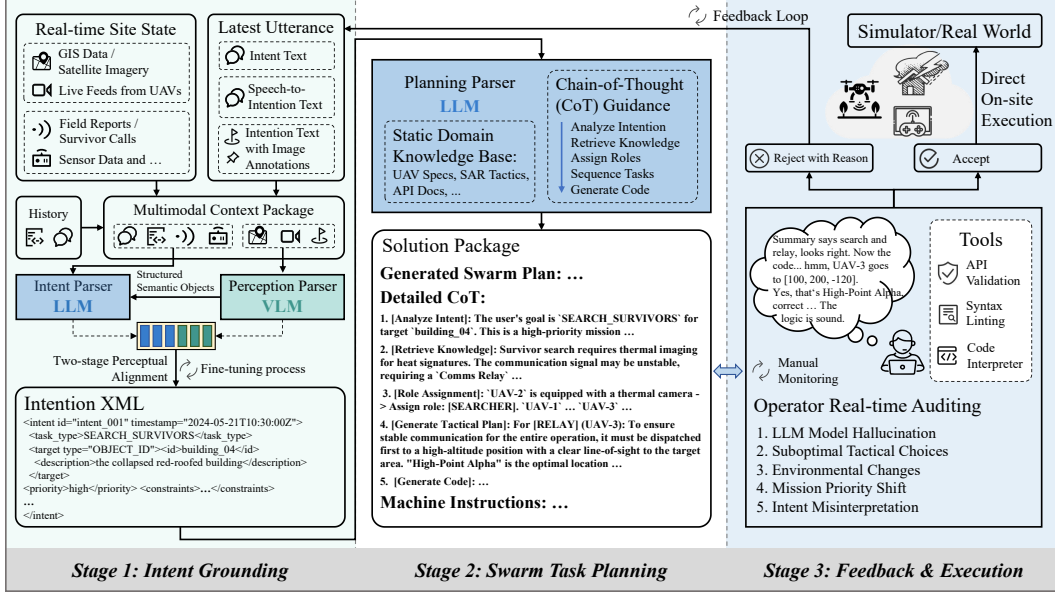 Real-time Site State
GIS Data /
Satellite Imagery
Live Feeds from UAVs
Field Reports /
Survivor Calls
Sensor Data and …
Latest Utterance
Intent Text
Speech-to-
Intention Text
Intention Text
with Image
Annotations
History
Multimodal Context Package
Intent Parser
LLM
Structured
Semantic Objects
Perception Parser
VLM
Two-stage Perceptual
Alignment
Fine-tuning process
Intention XML
<intent id="intent_001" timestamp="2024-05-21T10:30:00Z">
<task_type>SEARCH_SURVIVORS</task_type>
<target type="OBJECT_ID"><id>building_04</id>
<description>the collapsed red-roofed building</description>
</target>
<priority>high</priority> <constraints>…</constraints>
…
</intent>
Stage 1: Intent Grounding
Feedback Loop
Planning Parser
LLM
Static Domain
Knowledge Base:
UAV Specs, SAR Tactics,
API Docs, ...
Chain-of-Thought
(CoT) Guidance
Analyze Intention
Retrieve Knowledge
Assign Roles
Sequence Tasks
Generate Code
Solution Package
Generated Swarm Plan: …
Detailed CoT:
1. [Analyze Intent]: The user's goal is `SEARCH_SURVIVORS` for
target `building_04`. This is a high-priority mission …
2. [Retrieve Knowledge]: Survivor search requires thermal imaging
for heat signatures. The communication signal may be unstable,
requiring a `Comms Relay` …
3. [Role Assignment]: `UAV-2` is equipped with a thermal camera -
> Assign role: [SEARCHER]. `UAV-1` … `UAV-3` …
4. [Generate Tactical Plan]: For [RELAY] (UAV-3): To ensure
stable communication for the entire operation, it must be dispatched
first to a high-altitude position with a clear line-of-sight to the target
area. "High-Point Alpha" is the optimal location …
5. [Generate Code]: …
Machine Instructions: …
Stage 2: Swarm Task Planning
Simulator/Real World
Direct
On-site
Execution
Reject with Reason
Accept
Summary says search and
relay, looks right. Now the
code... hmm, UAV-3 goes
to [100, 200, -120].
Yes, that's High-Point Alpha,
correct … The
logic is sound.
Tools
API
Validation
Syntax
Linting
Code
Interpreter
Manual
Monitoring
Operator Real-time Auditing
1. LLM Model Hallucination
2. Suboptimal Tactical Choices
3. Environmental Changes
4. Mission Priority Shift
5. Intent Misinterpretation
Stage 3: Feedback & Execution